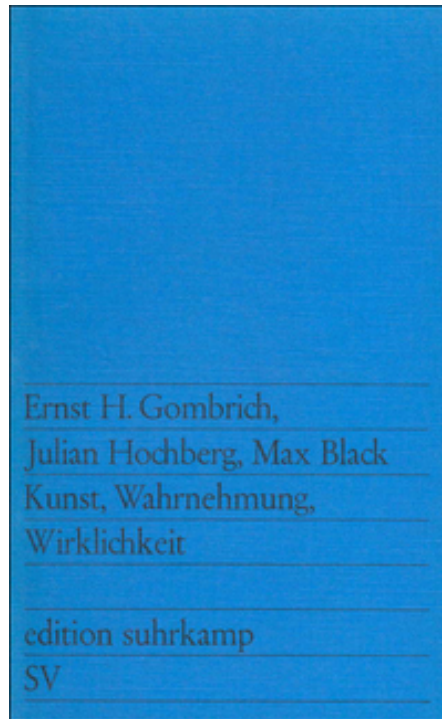 Ernst H. Gombrich,
Julian Hochberg, Max Black
Kunst, Wahrnehmung,
Wirklichkeit
edition suhrkamp
SV